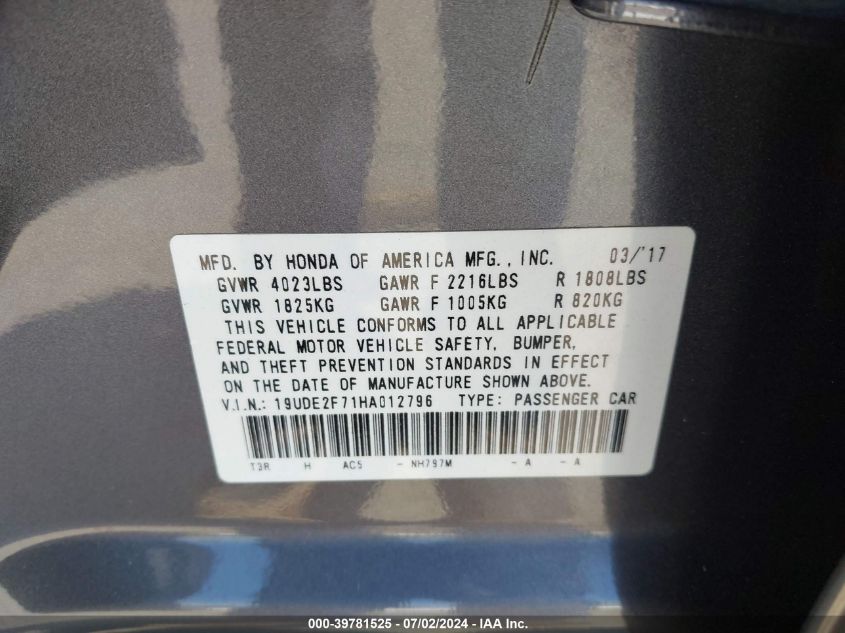 MFD. BY HONDA OF AMERICA MFG., INC. 03/'17
GVWR 4023LBS GAWR F 2216LBS R 1808LBS
GVWR 1825KG GAWR F 1005KG R 820KG
THIS VEHICLE CONFORMS TO ALL APPLICABLE
FEDERAL MOTOR VEHICLE SAFETY, BUMPER,
AND THEFT PREVENTION STANDARDS IN EFFECT
ON THE DATE OF MANUFACTURE SHOWN ABOVE.
V.I.N.: 19UDE2F71HA012796 TYPE: PASSENGER CAR
T3R H AC5 - NH797M - A - A
000-39781525 - 07/02/2024 - IAA Inc.